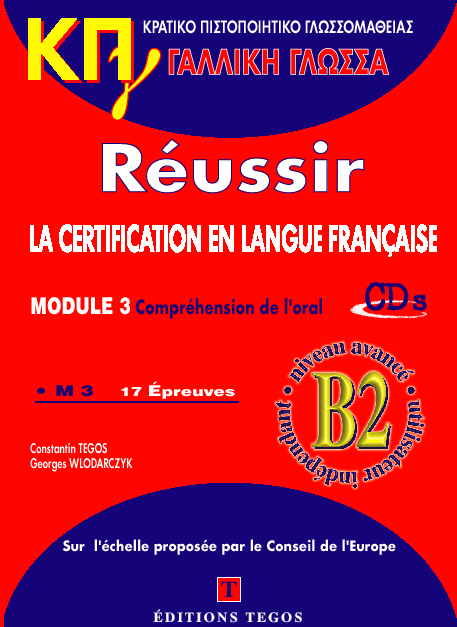 ΚΠγ
ΚΡΑΤΙΚΟ ΠΙΣΤΟΠΟΙΗΤΙΚΟ ΓΛΩΣΣΟΜΑΘΕΙΑΣ
ΓΑΛΛΙΚΗ ΓΛΩΣΣΑ
Réussir
LA CERTIFICATION EN LANGUE FRANÇAISE
MODULE 3 Compréhension de l'oral
CDs
• M 3 17 Épreuves
niveau avancé • utilisateur indépendant •
B2
Constantin TEGOS
Georges WLODARCZYK
Sur l'échelle proposée par le Conseil de l'Europe
T
ÉDITIONS TEGOS